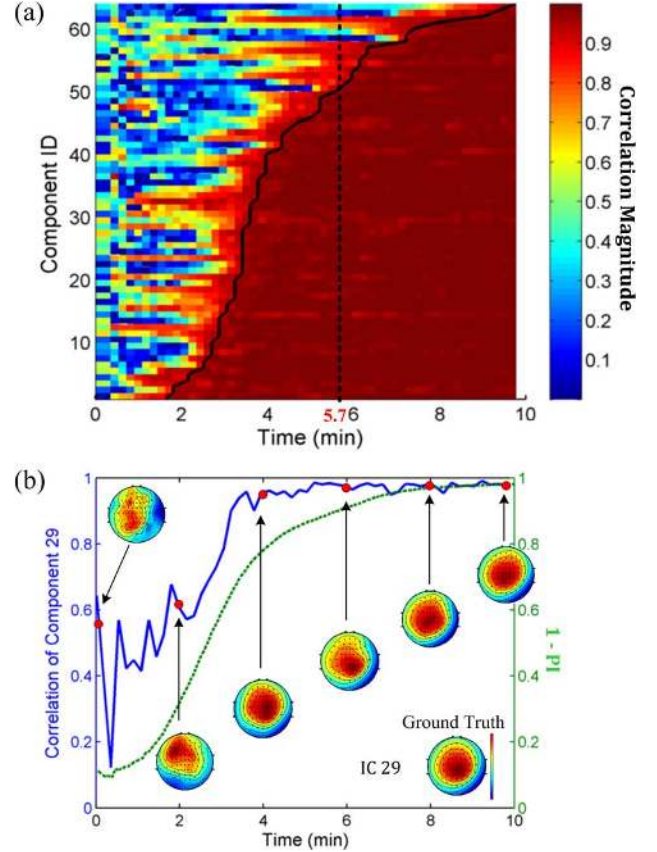 (a)
60
50
40
30
20
10
Component ID
0 2 4 5.7 6 8 10
Time (min)
0.9
0.8
0.7
0.6
0.5
0.4
0.3
0.2
0.1
Correlation Magnitude
(b)
1
0.8
0.6
0.4
0.2
0
Correlation of Component 29
1
0.8
0.6
0.4
0.2
0
1 - PI
Ground Truth
IC 29
0 2 4 6 8 10
Time (min)